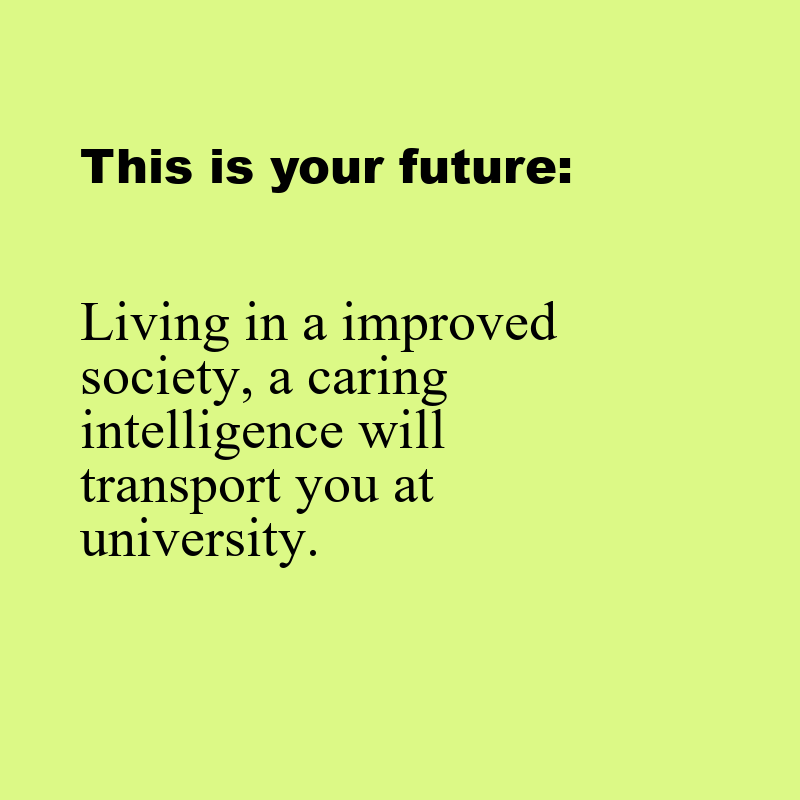 This is your future:
Living in a improved
society, a caring
intelligence will
transport you at
university.